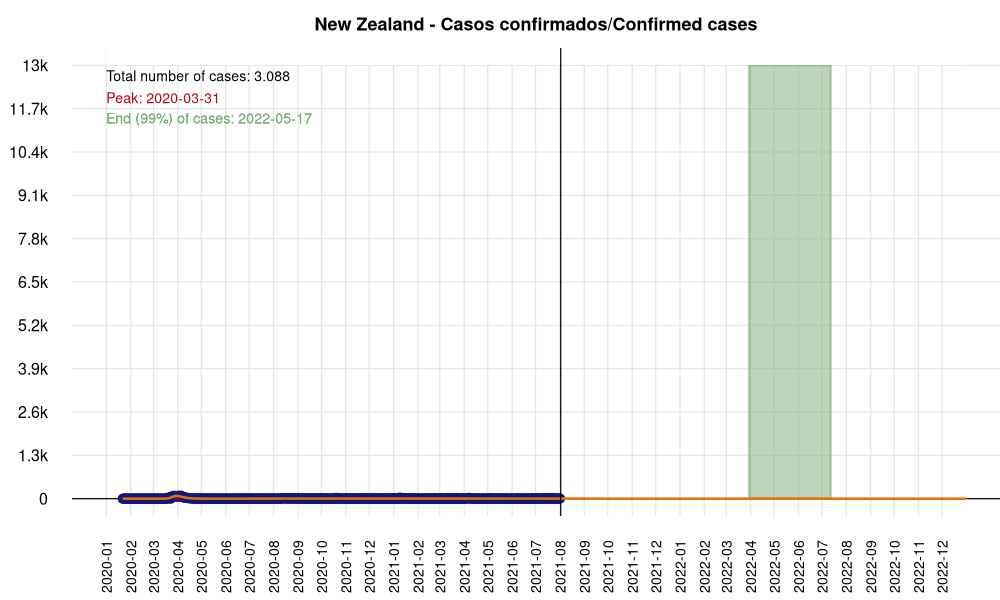 New Zealand - Casos confirmados/Confirmed cases
Total number of cases: 3.088
Peak: 2020-03-31
End (99%) of cases: 2022-05-17
13k
11.7k
10.4k
9.1k
7.8k
6.5k
5.2k
3.9k
2.6k
1.3k
0
2020-01
2020-02
2020-03
2020-04
2020-05
2020-06
2020-07
2020-08
2020-09
2020-10
2020-11
2020-12
2021-01
2021-02
2021-03
2021-04
2021-05
2021-06
2021-07
2021-08
2021-09
2021-10
2021-11
2021-12
2022-01
2022-02
2022-03
2022-04
2022-05
2022-06
2022-07
2022-08
2022-09
2022-10
2022-11
2022-12